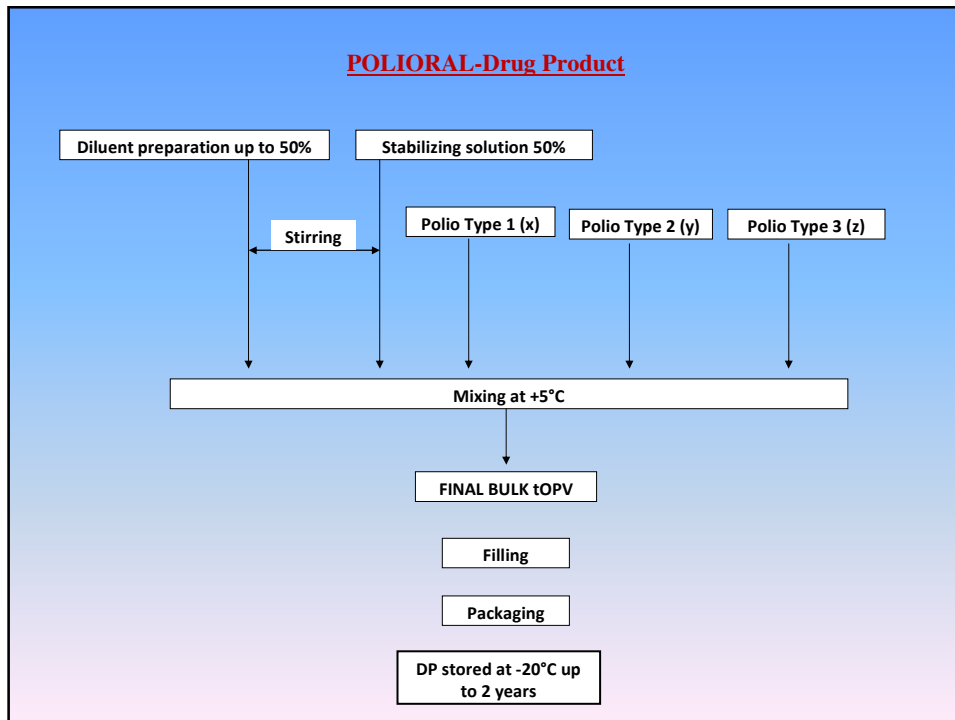 POLIORAL-Drug Product
Diluent preparation up to 50%
Stabilizing solution 50%
Stirring
Polio Type 1 (x)
Polio Type 2 (y)
Polio Type 3 (z)
Mixing at +5°C
FINAL BULK tOPV
Filling
Packaging
DP stored at -20°C up
to 2 years